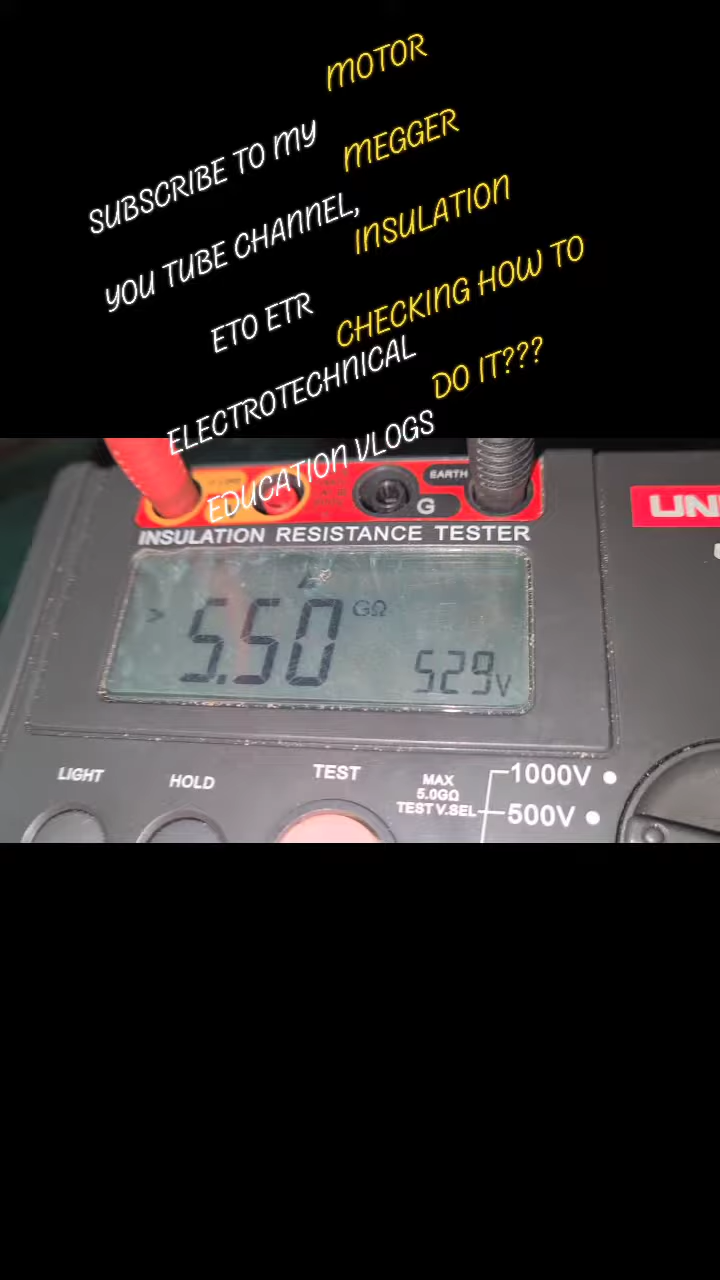 MOTOR
MEGGER
INSULATION
CHECKING HOW TO
DO IT???
SUBSCRIBE TO MY
YOU TUBE CHANNEL,
ETO ETR
ELECTROTECHNICAL
EDUCATION VLOGS
EARTH
G
INSULATION RESISTANCE TESTER
> 5.50 GΩ
529V
LIGHT
HOLD
TEST
MAX
5.0GΩ
TEST V.SEL
1000V
500V
UNI